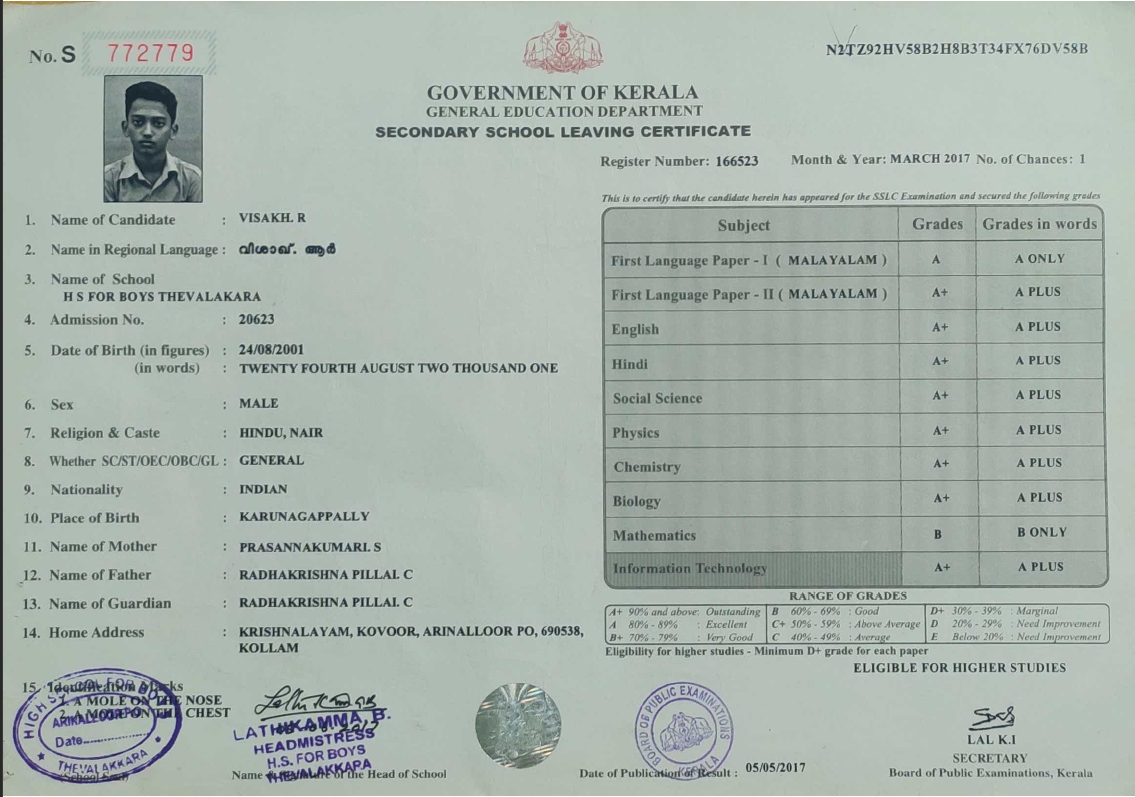 No. S 772779
N2TZ92HV58B2H8B3T34FX76DV58B
GOVERNMENT OF KERALA
GENERAL EDUCATION DEPARTMENT
SECONDARY SCHOOL LEAVING CERTIFICATE
Register Number: 166523 Month & Year: MARCH 2017 No. of Chances: 1
1. Name of Candidate : VISAKH. R
2. Name in Regional Language : വിശാഖ്. ആർ
3. Name of School
H S FOR BOYS THEVALAKARA
4. Admission No. : 20623
5. Date of Birth (in figures) : 24/08/2001
(in words) : TWENTY FOURTH AUGUST TWO THOUSAND ONE
6. Sex : MALE
7. Religion & Caste : HINDU, NAIR
8. Whether SC/ST/OEC/OBC/GL : GENERAL
9. Nationality : INDIAN
10. Place of Birth : KARUNAGAPPALLY
11. Name of Mother : PRASANNAKUMARI. S
12. Name of Father : RADHAKRISHNA PILLAI. C
13. Name of Guardian : RADHAKRISHNA PILLAI. C
14. Home Address : KRISHNALAYAM, KOVOOR, ARINALLOOR PO, 690538,
KOLLAM
15. Identification Marks
1. A MOLE ON THE NOSE
2. A MOLE ON THE CHEST
This is to certify that the candidate herein has appeared for the SSLC Examination and secured the following grades
Subject Grades Grades in words
First Language Paper - I ( MALAYALAM ) A A ONLY
First Language Paper - II ( MALAYALAM ) A+ A PLUS
English A+ A PLUS
Hindi A+ A PLUS
Social Science A+ A PLUS
Physics A+ A PLUS
Chemistry A+ A PLUS
Biology A+ A PLUS
Mathematics B B ONLY
Information Technology A+ A PLUS
RANGE OF GRADES
A+ 90% and above: Outstanding B 60% - 69% : Good D+ 30% - 39% : Marginal
A 80% - 89% : Excellent C+ 50% - 59% : Above Average D 20% - 29% : Need Improvement
B+ 70% - 79% : Very Good C 40% - 49% : Average E Below 20% : Need Improvement
Eligibility for higher studies - Minimum D+ grade for each paper
ELIGIBLE FOR HIGHER STUDIES
Date...............
THEVALAKKARA
(School Seal)
LATHIKAMMA, B.
HEADMISTRESS
H.S. FOR BOYS
THEVALAKKARA
Name of the Head of School
BOARD OF PUBLIC EXAMINATIONS
KERALA
Date of Publication of Result : 05/05/2017
LAL K.I
SECRETARY
Board of Public Examinations, Kerala